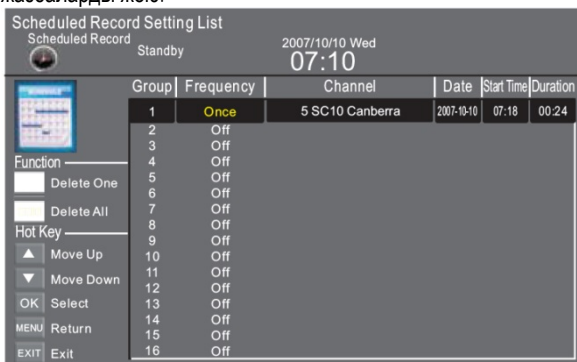 Scheduled Record Setting List
Scheduled Record
Standby
2007/10/10 Wed
07:10
Group Frequency Channel Date Start Time Duration
1 Once 5 SC10 Canberra 2007-10-10 07:18 00:24
2 Off
3 Off
4 Off
5 Off
6 Off
7 Off
8 Off
9 Off
10 Off
11 Off
12 Off
13 Off
14 Off
15 Off
16 Off
Function
Delete One
Delete All
Hot Key
Move Up
Move Down
OK Select
MENU Return
EXIT Exit